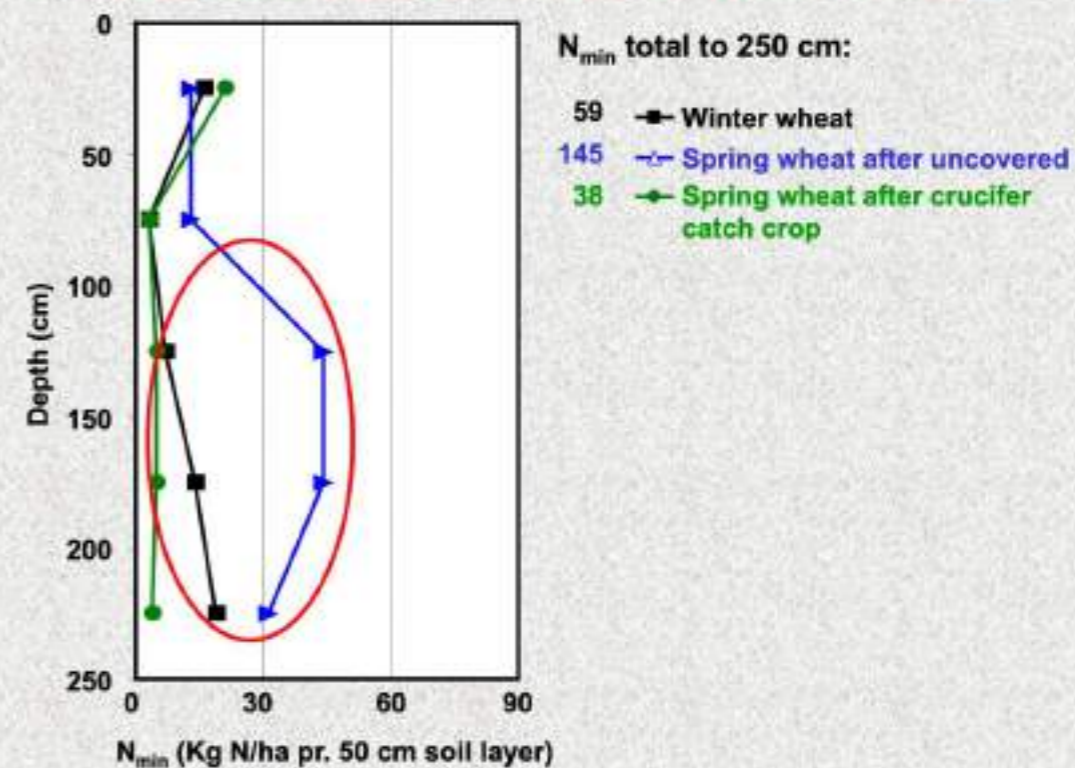 N_min total to 250 cm:
59 Winter wheat
145 Spring wheat after uncovered
38 Spring wheat after crucifer
catch crop
Depth (cm)
0
50
100
150
200
250
0 30 60 90
N_min (Kg N/ha pr. 50 cm soil layer)